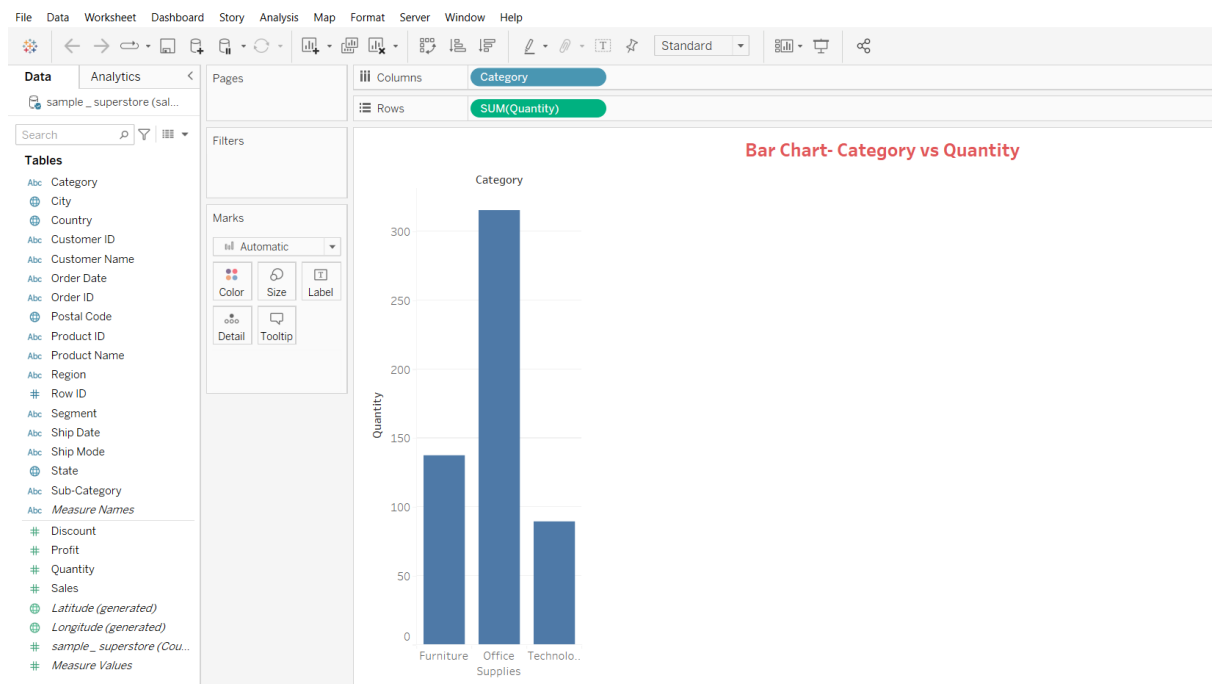 File Data Worksheet Dashboard Story Analysis Map Format Server Window Help
Standard
Data Analytics
sample _ superstore (sal...
Search
Tables
Abc Category
City
Country
Abc Customer ID
Abc Customer Name
Abc Order Date
Abc Order ID
Postal Code
Abc Product ID
Abc Product Name
Abc Region
# Row ID
Abc Segment
Abc Ship Date
Abc Ship Mode
State
Abc Sub-Category
Abc Measure Names
# Discount
# Profit
# Quantity
# Sales
Latitude (generated)
Longitude (generated)
# sample _ superstore (Cou...
# Measure Values
Pages
Filters
Marks
Automatic
Color Size Label
Detail Tooltip
Columns Category
Rows SUM(Quantity)
Bar Chart- Category vs Quantity
Category
Quantity
300
250
200
150
100
50
0
Furniture Office Technolo..
Supplies